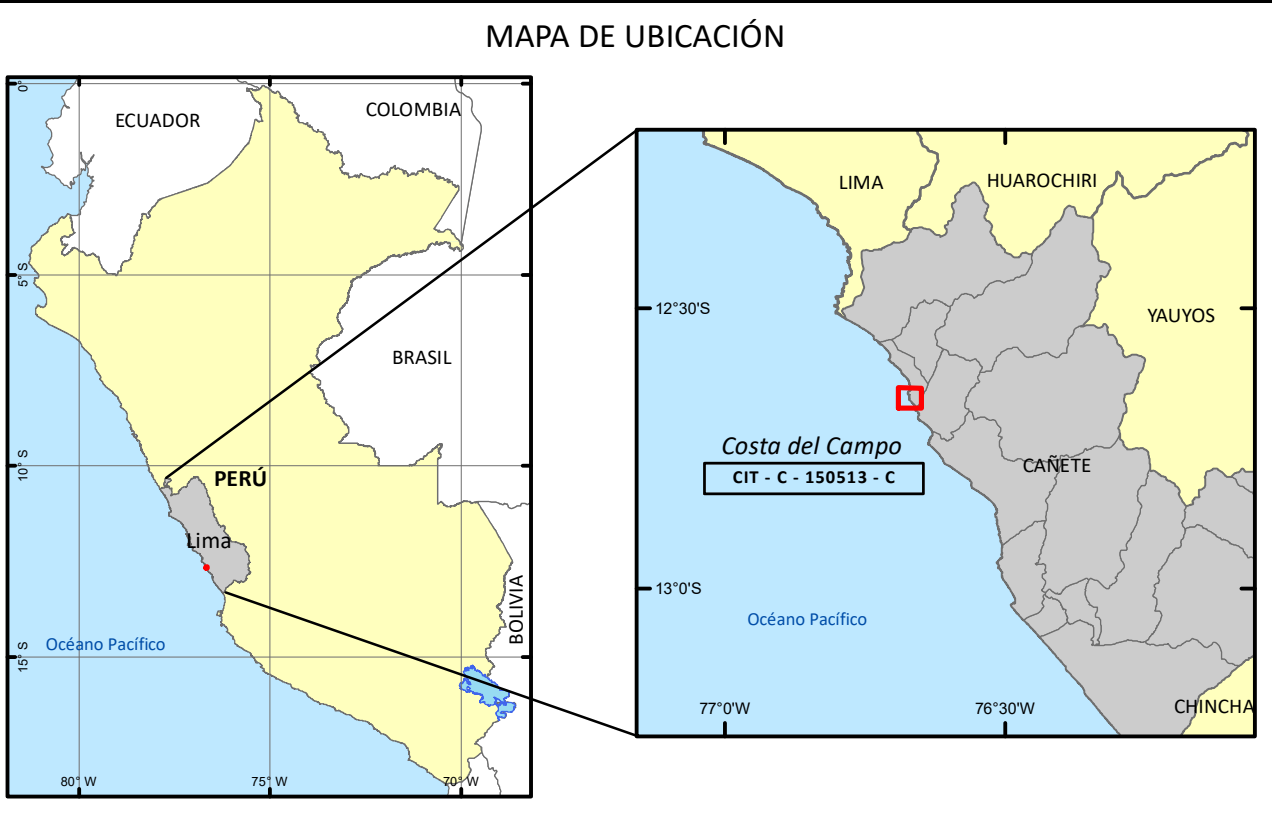 MAPA DE UBICACIÓN
0°
ECUADOR
COLOMBIA
5° S
BRASIL
10° S
PERÚ
Lima
BOLIVIA
Océano Pacífico
15° S
80° W
75° W
70° W
LIMA
HUAROCHIRI
12°30'S
YAUYOS
Costa del Campo
CIT - C - 150513 - C
CAÑETE
13°0'S
Océano Pacífico
77°0'W
76°30'W
CHINCHA